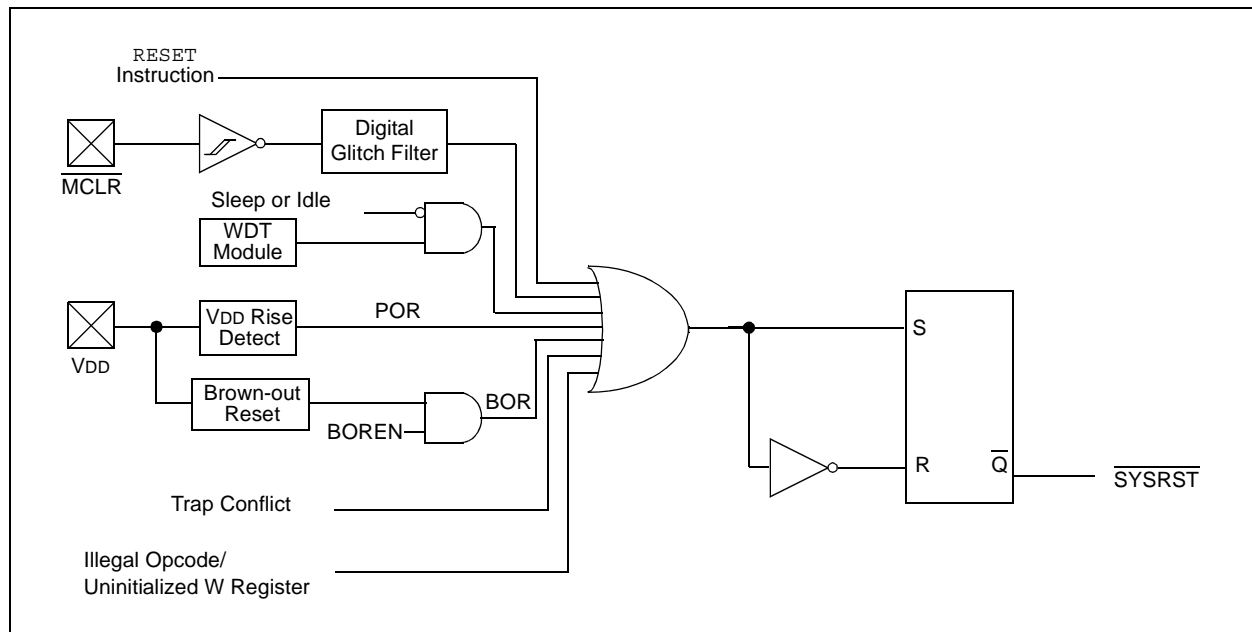 RESET
Instruction
Digital
Glitch Filter
MCLR
Sleep or Idle
WDT
Module
VDD Rise
Detect
POR
S
VDD
Brown-out
Reset
BOR
BOREN
R
Q
SYSRST
Trap Conflict
Illegal Opcode/
Uninitialized W Register